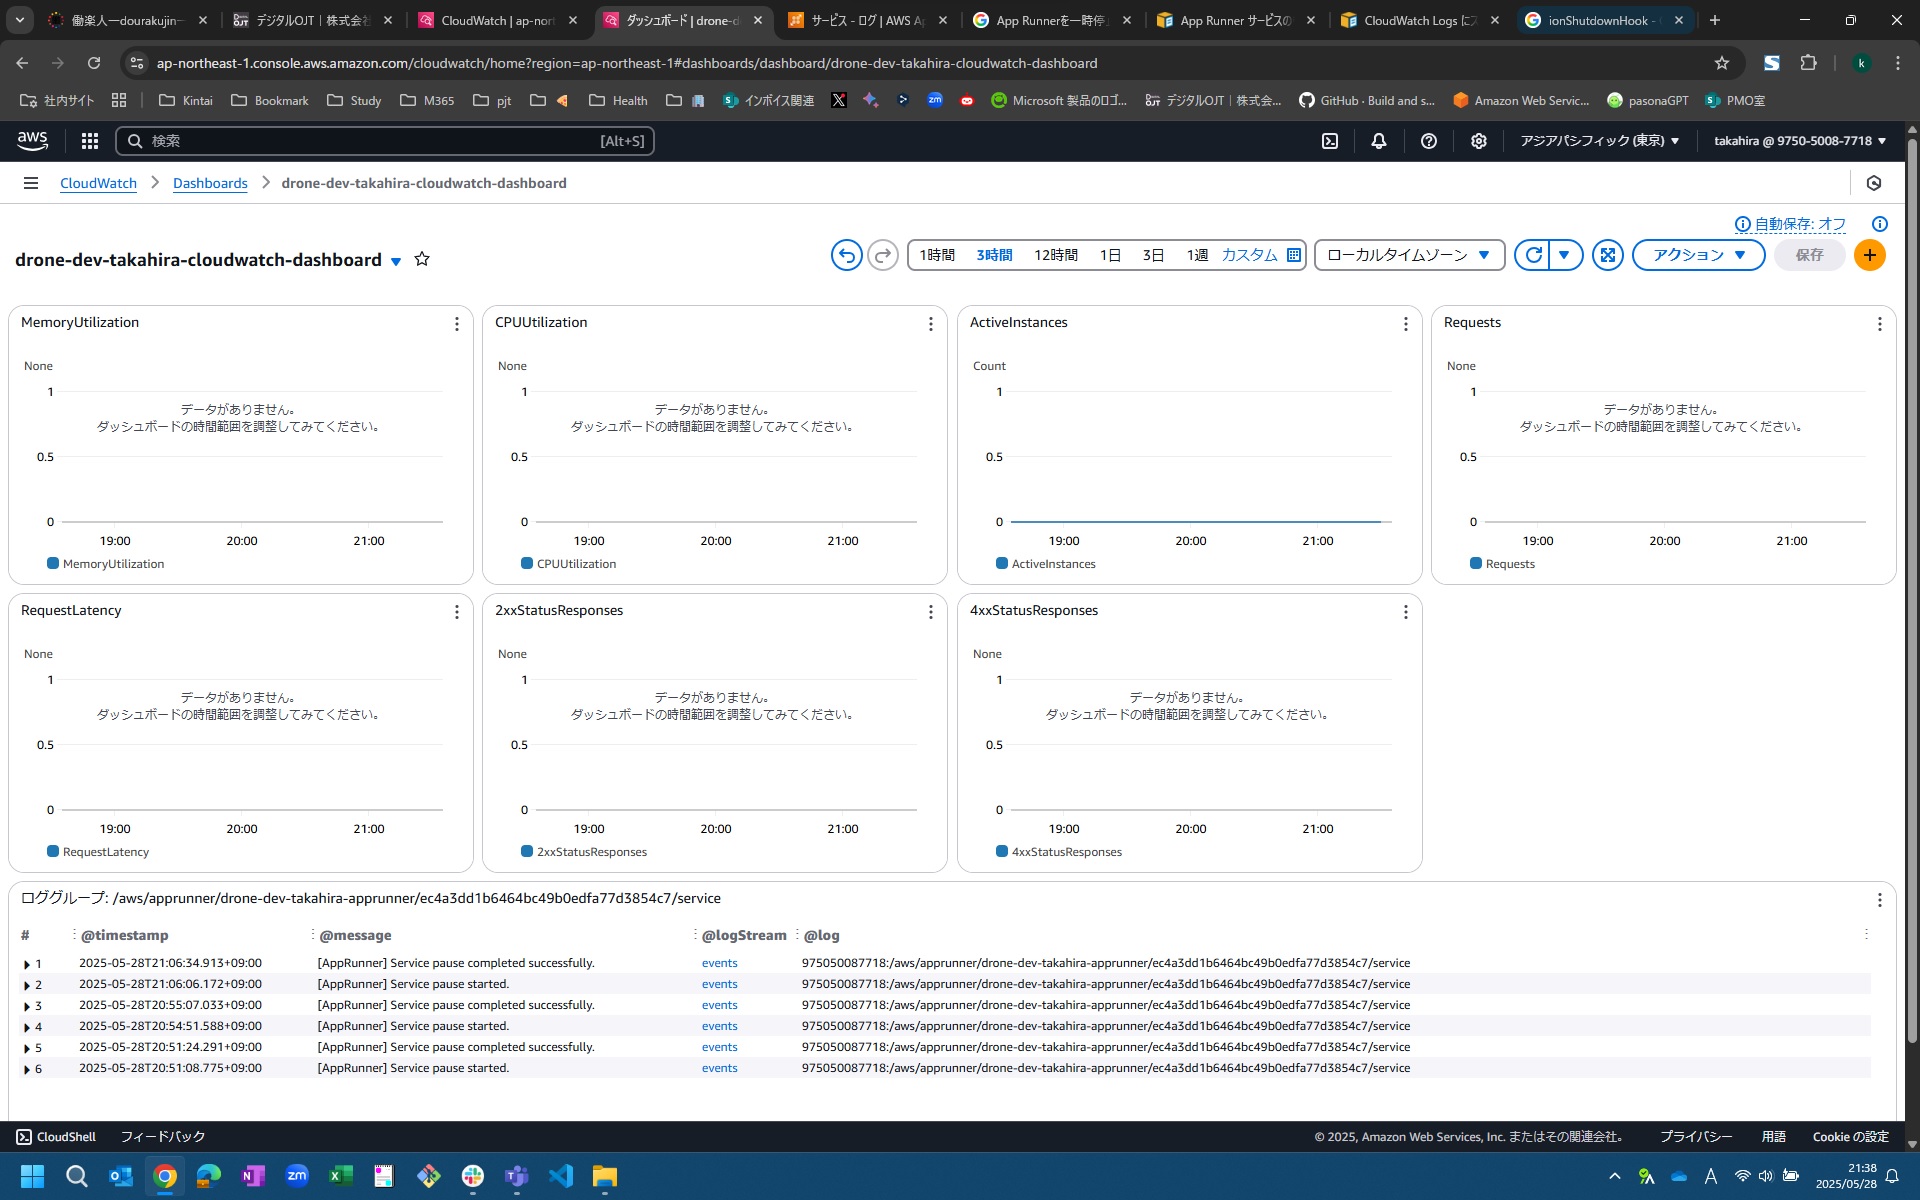 働楽人―dourakujin―
デジタルOJT｜株式会社
CloudWatch | ap-nort
ダッシュボード | drone-d
サービス - ログ | AWS A
App Runnerを一時停
App Runner サービスの
CloudWatch Logs に
ionShutdownHook -
ap-northeast-1.console.aws.amazon.com/cloudwatch/home?region=ap-northeast-1#dashboards/dashboard/drone-dev-takahira-cloudwatch-dashboard
k
社内サイト
Kintai
Bookmark
Study
M365
pjt
Health
インボイス関連
Microsoft 製品のロゴ...
デジタルOJT｜株式会...
GitHub · Build and s...
Amazon Web Servic...
pasonaGPT
PMO室
aws
検索
[Alt+S]
アジアパシフィック (東京)
takahira @ 9750-5008-7718
CloudWatch
Dashboards
drone-dev-takahira-cloudwatch-dashboard
自動保存: オフ
drone-dev-takahira-cloudwatch-dashboard
1時間 3時間 12時間 1日 3日 1週 カスタム
ローカルタイムゾーン
アクション
保存
MemoryUtilization
None
1
データがありません。
ダッシュボードの時間範囲を調整してみてください。
0.5
0
19:00 20:00 21:00
MemoryUtilization
CPUUtilization
None
1
データがありません。
ダッシュボードの時間範囲を調整してみてください。
0.5
0
19:00 20:00 21:00
CPUUtilization
ActiveInstances
Count
1
0.5
0
19:00 20:00 21:00
ActiveInstances
Requests
None
1
データがありません。
ダッシュボードの時間範囲を調整してみてください。
0.5
0
19:00 20:00 21:00
Requests
RequestLatency
None
1
データがありません。
ダッシュボードの時間範囲を調整してみてください。
0.5
0
19:00 20:00 21:00
RequestLatency
2xxStatusResponses
None
1
データがありません。
ダッシュボードの時間範囲を調整してみてください。
0.5
0
19:00 20:00 21:00
2xxStatusResponses
4xxStatusResponses
None
1
データがありません。
ダッシュボードの時間範囲を調整してみてください。
0.5
0
19:00 20:00 21:00
4xxStatusResponses
ロググループ: /aws/apprunner/drone-dev-takahira-apprunner/ec4a3dd1b6464bc49b0edfa77d3854c7/service
# @timestamp @message @logStream @log
1 2025-05-28T21:06:34.913+09:00 [AppRunner] Service pause completed successfully. events 975050087718:/aws/apprunner/drone-dev-takahira-apprunner/ec4a3dd1b6464bc49b0edfa77d3854c7/service
2 2025-05-28T21:06:06.172+09:00 [AppRunner] Service pause started. events 975050087718:/aws/apprunner/drone-dev-takahira-apprunner/ec4a3dd1b6464bc49b0edfa77d3854c7/service
3 2025-05-28T20:55:07.033+09:00 [AppRunner] Service pause completed successfully. events 975050087718:/aws/apprunner/drone-dev-takahira-apprunner/ec4a3dd1b6464bc49b0edfa77d3854c7/service
4 2025-05-28T20:54:51.588+09:00 [AppRunner] Service pause started. events 975050087718:/aws/apprunner/drone-dev-takahira-apprunner/ec4a3dd1b6464bc49b0edfa77d3854c7/service
5 2025-05-28T20:51:24.291+09:00 [AppRunner] Service pause completed successfully. events 975050087718:/aws/apprunner/drone-dev-takahira-apprunner/ec4a3dd1b6464bc49b0edfa77d3854c7/service
6 2025-05-28T20:51:08.775+09:00 [AppRunner] Service pause started. events 975050087718:/aws/apprunner/drone-dev-takahira-apprunner/ec4a3dd1b6464bc49b0edfa77d3854c7/service
CloudShell
フィードバック
© 2025, Amazon Web Services, Inc. またはその関連会社。
プライバシー
用語
Cookie の設定
A
21:38
2025/05/28